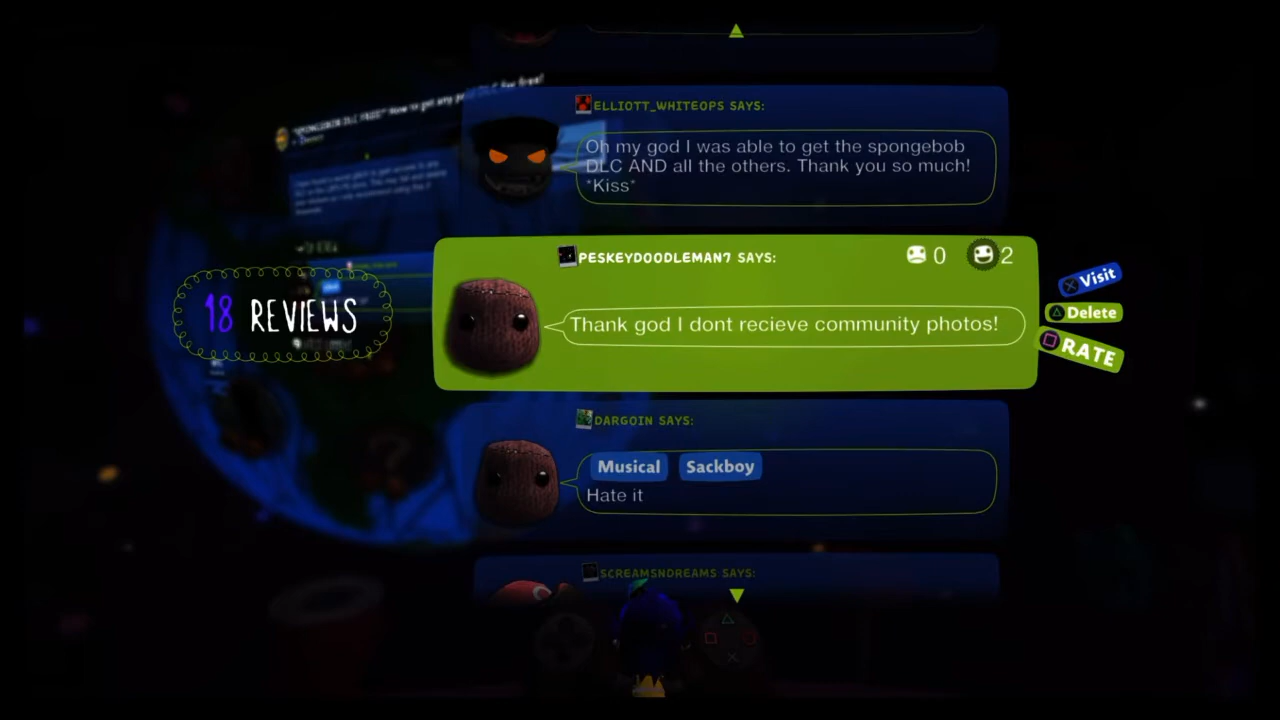 ELLIOTT_WHITEOPS SAYS:
Oh my god I was able to get the spongebob
DLC AND all the others. Thank you so much!
*Kiss*
PESKEYDOODLEMAN7 SAYS:
0
2
Thank god I dont recieve community photos!
Visit
Delete
RATE
18 REVIEWS
DARGOIN SAYS:
Musical Sackboy
Hate it
SCREAMSNDREAMS SAYS: